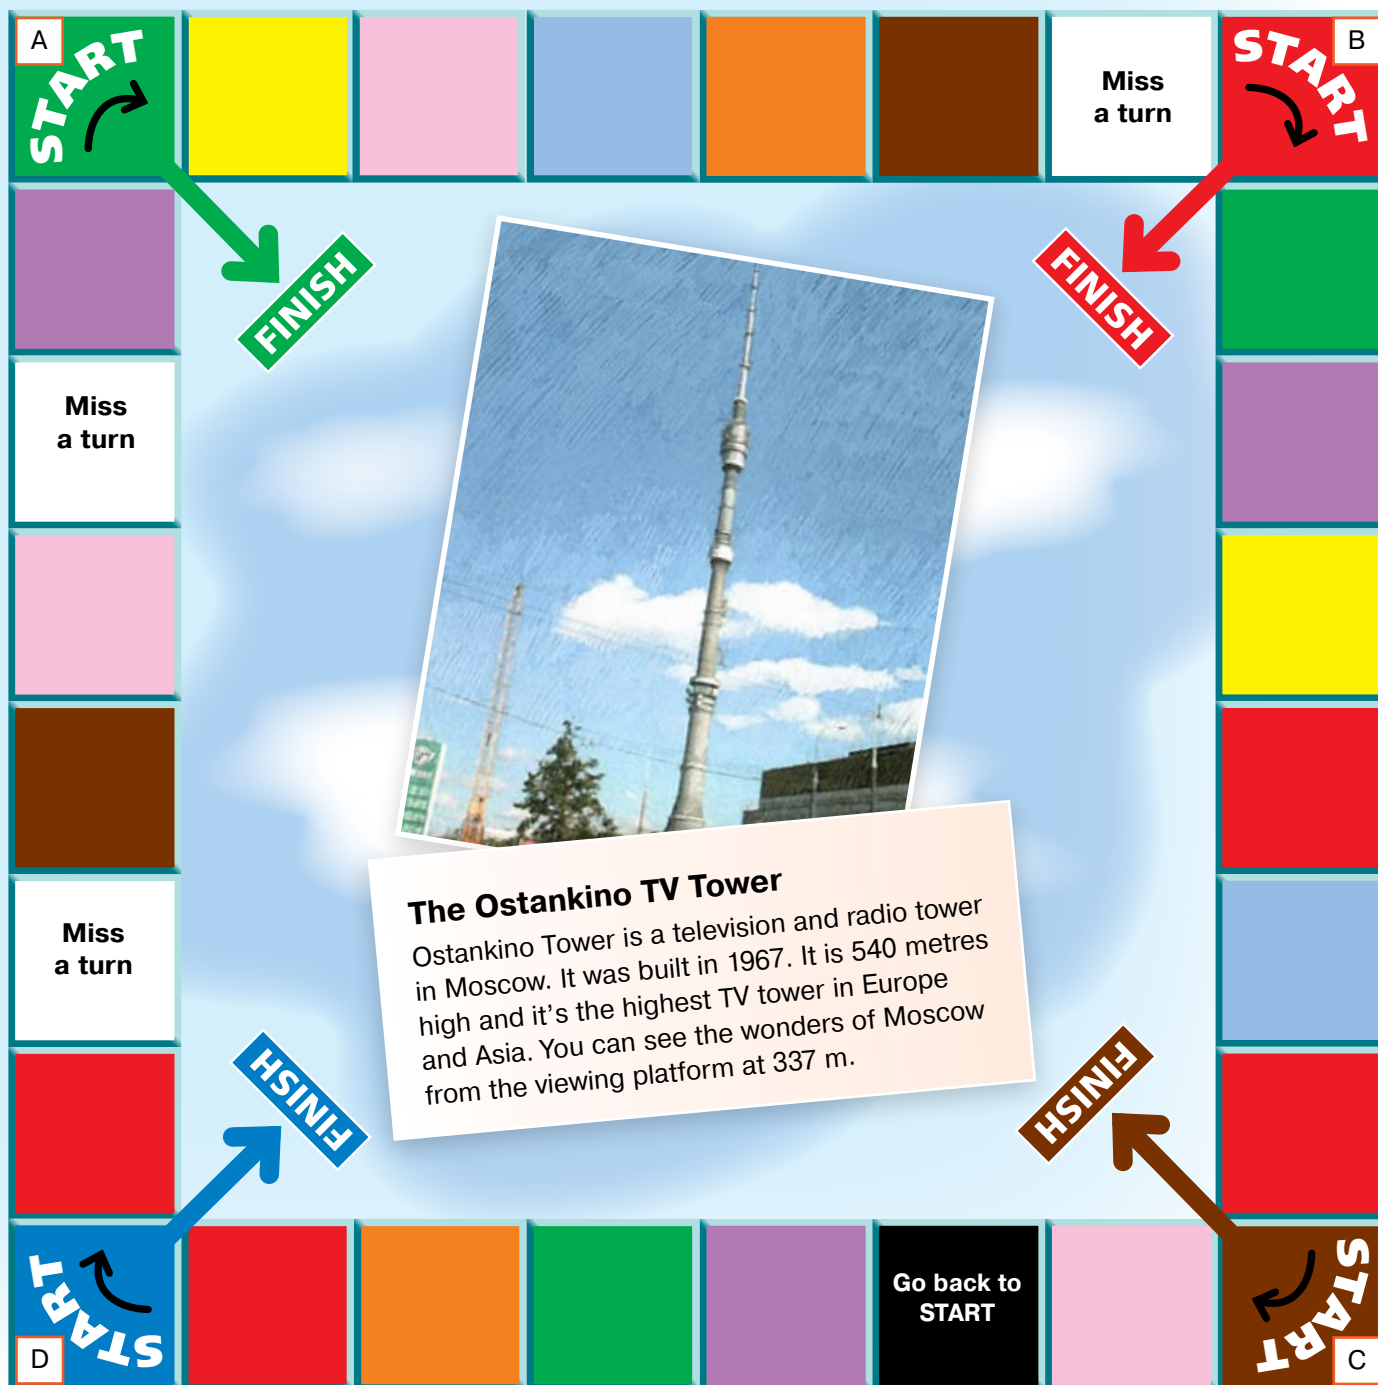 A
START
B
START
Miss
a turn
FINISH
FINISH
Miss
a turn
The Ostankino TV Tower
Ostankino Tower is a television and radio tower
in Moscow. It was built in 1967. It is 540 metres
high and it's the highest TV tower in Europe
and Asia. You can see the wonders of Moscow
from the viewing platform at 337 m.
Miss
a turn
FINISH
FINISH
START
D
Go back to
START
START
C